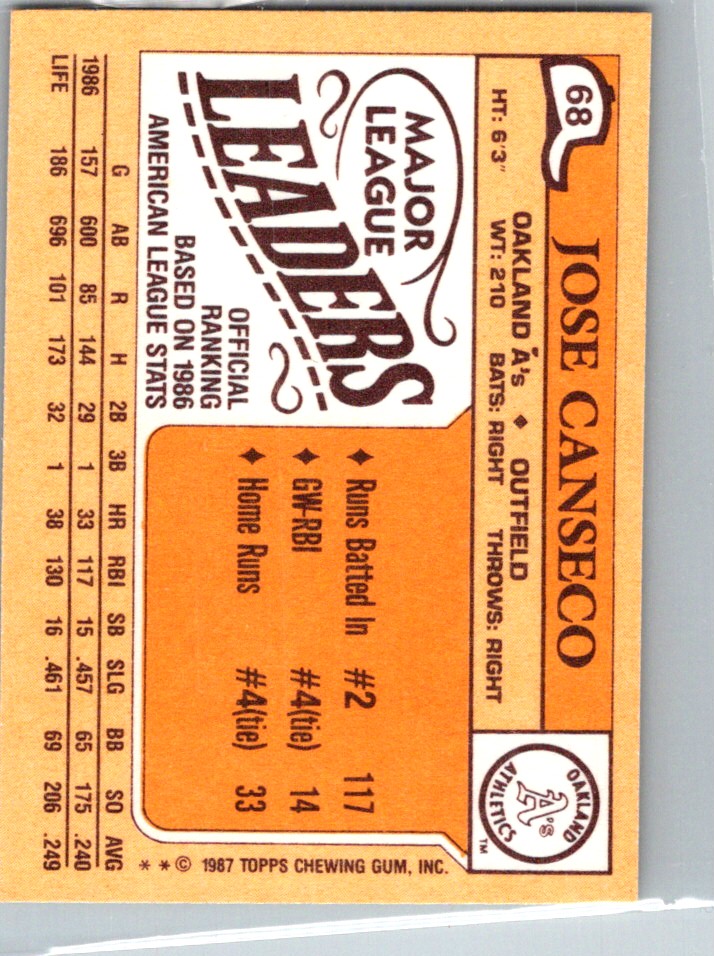 68
JOSE CANSECO
OAKLAND A's ♦ OUTFIELD
HT: 6'3" WT: 210 BATS: RIGHT THROWS: RIGHT
OAKLAND
A's
ATHLETICS
TM
MAJOR
LEAGUE
LEADERS
OFFICIAL
RANKING
BASED ON 1986
AMERICAN LEAGUE STATS
✦ Runs Batted In #2 117
✦ GW-RBI #4(tie) 14
✦ Home Runs #4(tie) 33
G AB R H 2B 3B HR RBI SB SLG BB SO AVG
1986 157 600 85 144 29 1 33 117 15 .457 65 175 .240
LIFE 186 696 101 173 32 1 38 130 16 .461 69 206 .249
* * © 1987 TOPPS CHEWING GUM, INC.